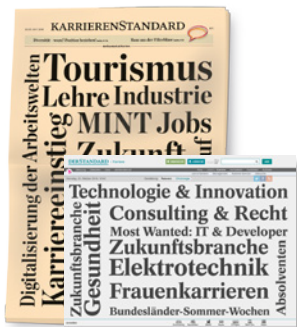 KARRIERENSTANDARD
Tourismus
Lehre Industrie
MINT Jobs
Zukunft
Digitalisierung der Arbeitswelten
Karriereeinstieg
auf
DERSTANDARD
Technologie & Innovation
Consulting & Recht
Most Wanted: IT & Developer
Zukunftsbranche
Elektrotechnik
Frauenkarrieren
Bundesländer-Sommer-Wochen
Zukunftsbranche
Gesundheit
Absolventen